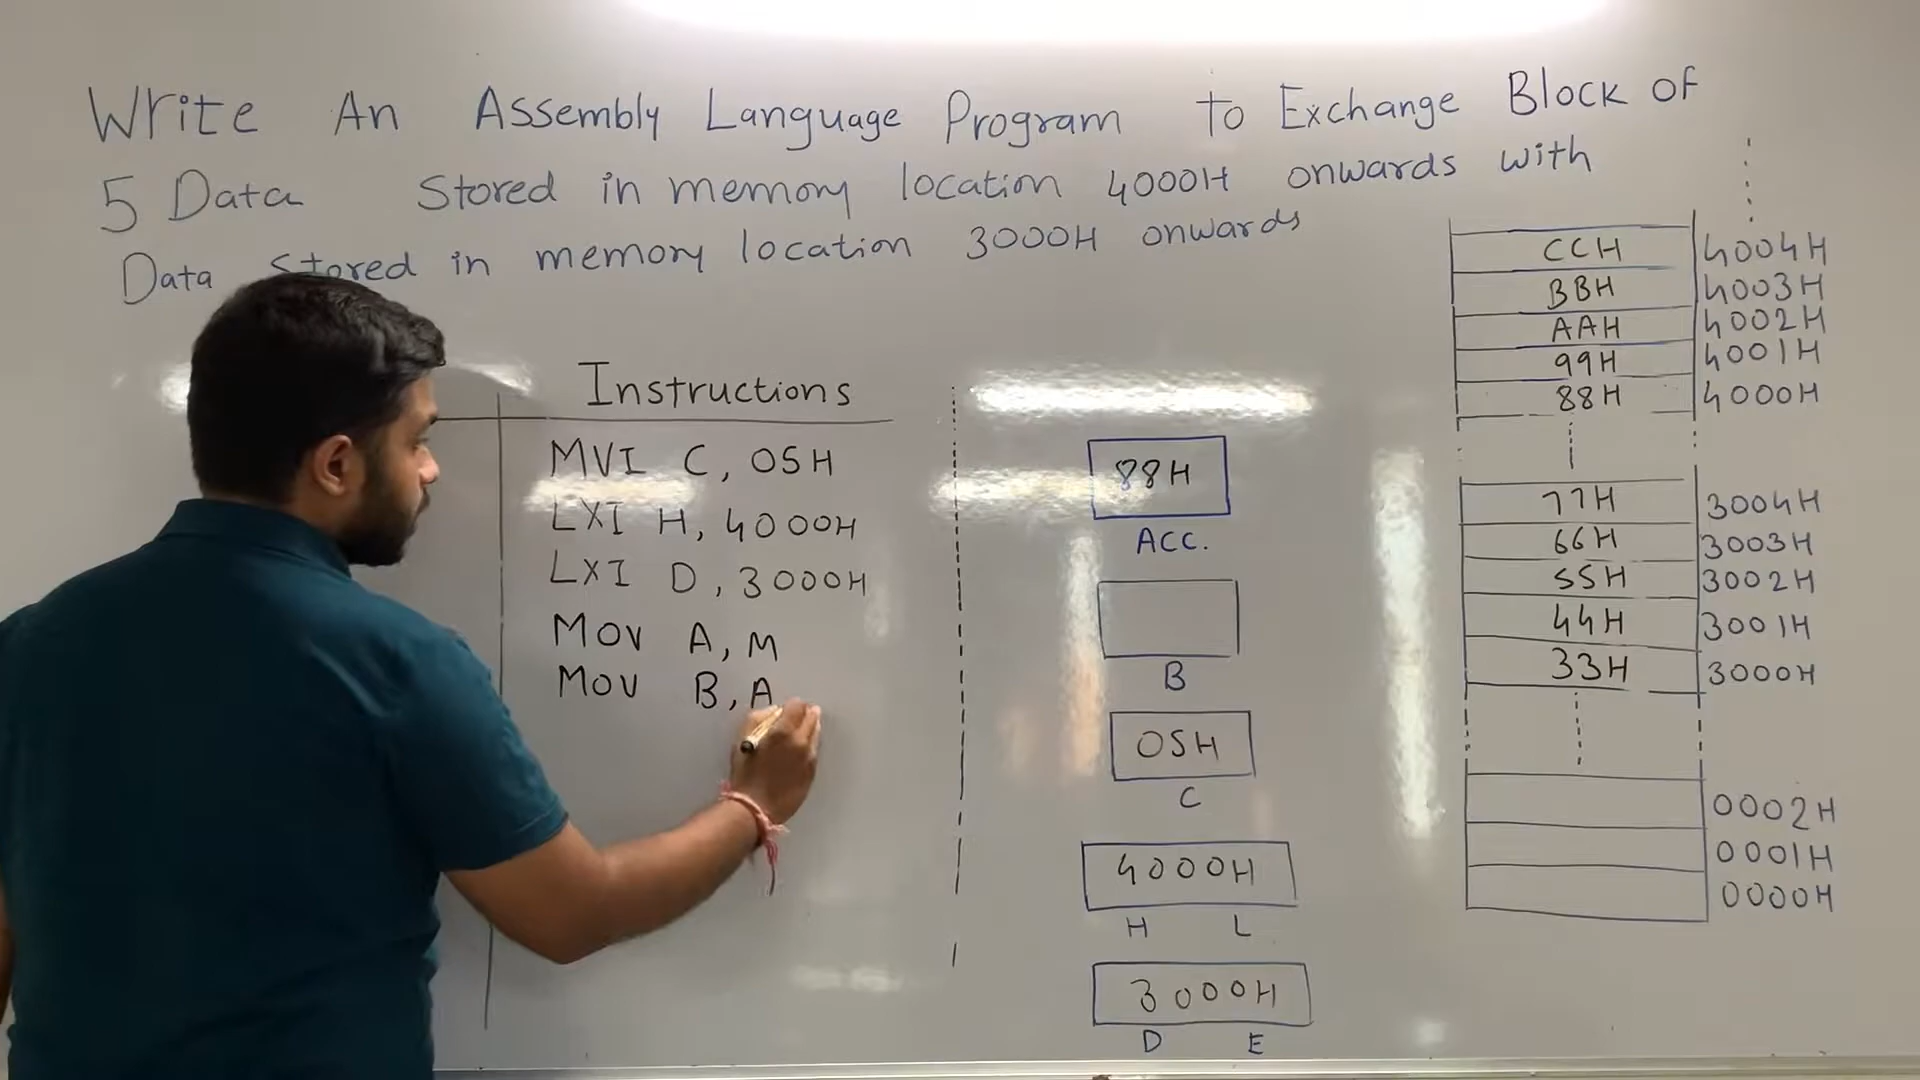 Write An Assembly Language Program to Exchange Block of
5 Data Stored in memory location 4000H onwards with
Data Stored in memory location 3000H onwards
Instructions
MVI C, 05H
LXI H, 4000H
LXI D, 3000H
MOV A, M
MOV B, A
88H
ACC.
B
05H
C
4000H
H L
3000H
D E
CCH 4004H
BBH 4003H
AAH 4002H
99H 4001H
88H 4000H
77H 3004H
66H 3003H
55H 3002H
44H 3001H
33H 3000H
0002H
0001H
0000H